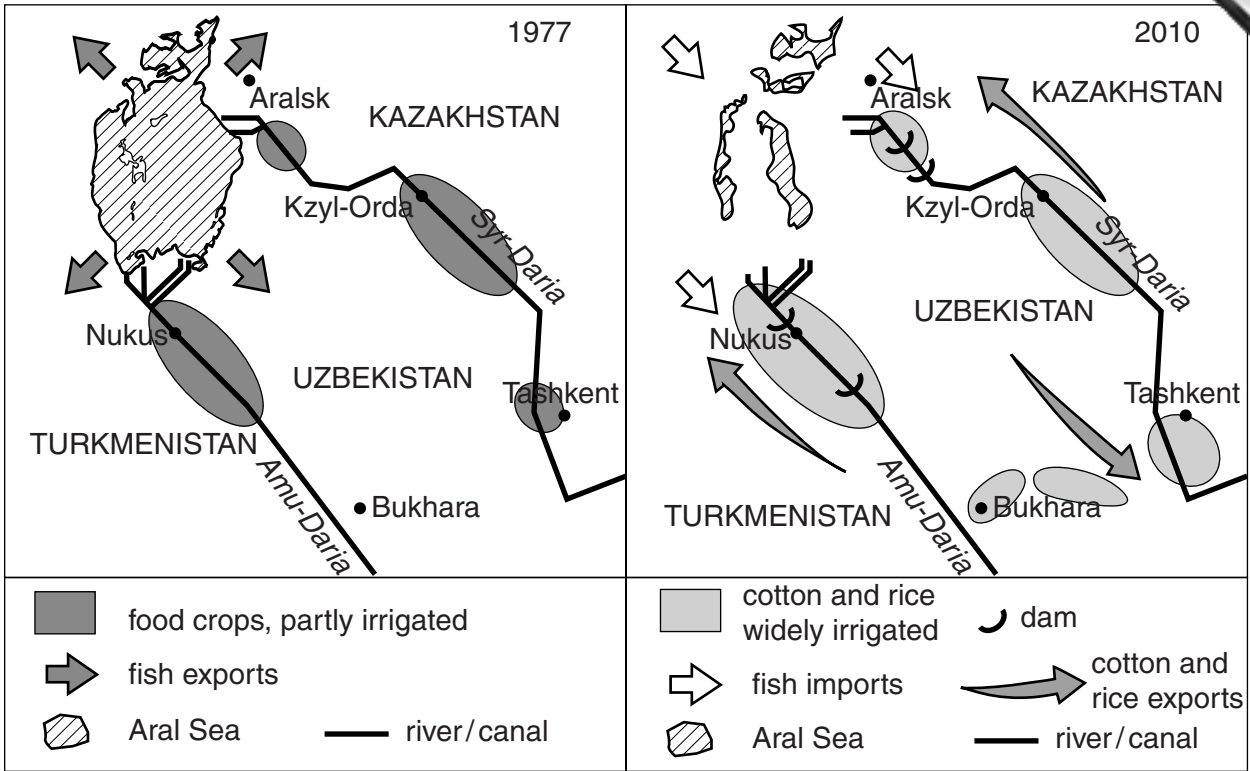 1977
Aralsk
KAZAKHSTAN
Kzyl-Orda
Syr-Daria
Nukus
UZBEKISTAN
Tashkent
TURKMENISTAN
Amu-Daria
Bukhara
food crops, partly irrigated
fish exports
Aral Sea
river/canal
2010
KAZAKHSTAN
Aralsk
Kzyl-Orda
Syr-Daria
UZBEKISTAN
Nukus
Tashkent
TURKMENISTAN
Amu-Daria
Bukhara
cotton and rice
widely irrigated
dam
fish imports
cotton and
rice exports
Aral Sea
river/canal